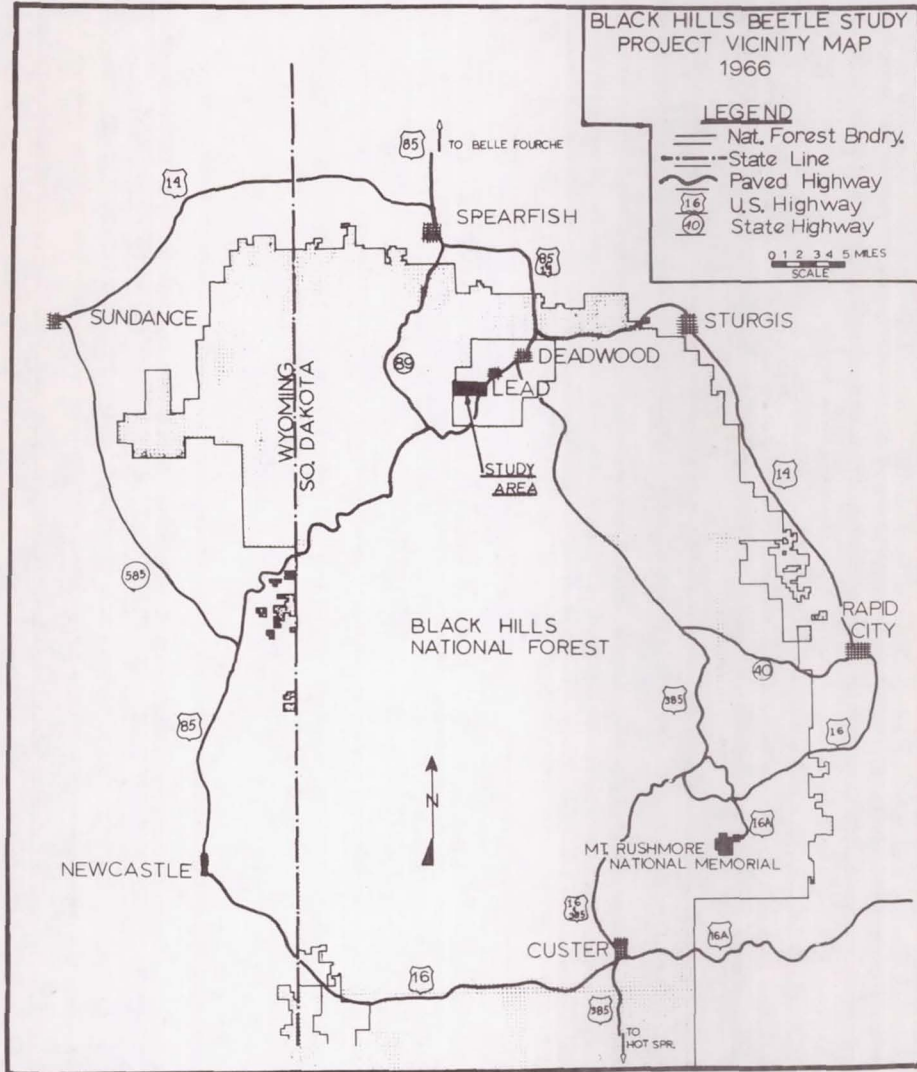 BLACK HILLS BEETLE STUDY
PROJECT VICINITY MAP
1966
LEGEND
Nat. Forest Bndry.
State Line
Paved Highway
16 U.S. Highway
40 State Highway
0 1 2 3 4 5 MILES
SCALE
85
TO BELLE FOURCHE
14
SPEARFISH
85
14
SUNDANCE
STURGIS
DEADWOOD
89
LEAD
WYOMING
SO. DAKOTA
STUDY
AREA
14
585
BLACK HILLS
NATIONAL FOREST
RAPID
CITY
40
385
85
16
N
16A
MT. RUSHMORE
NATIONAL MEMORIAL
NEWCASTLE
16
385
CUSTER
16A
16
385
TO
HOT SPR.